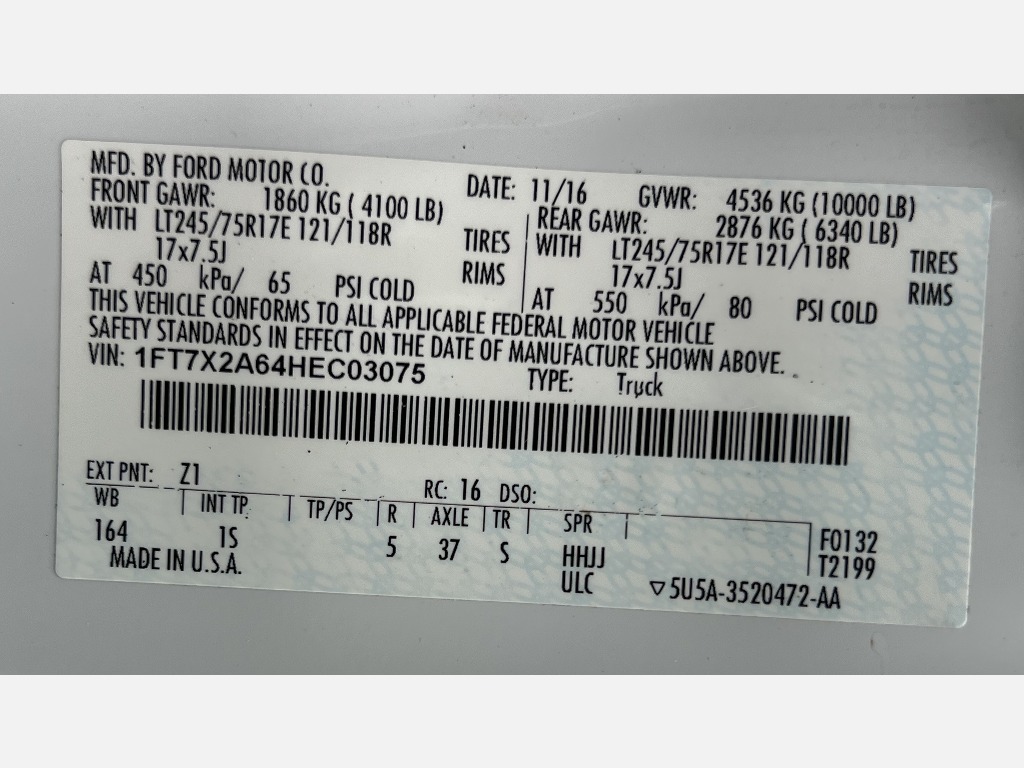 MFD. BY FORD MOTOR CO.
DATE: 11/16 GVWR: 4536 KG (10000 LB)
FRONT GAWR: 1860 KG ( 4100 LB)
REAR GAWR: 2876 KG ( 6340 LB)
WITH LT245/75R17E 121/118R TIRES
WITH LT245/75R17E 121/118R TIRES
17x7.5J RIMS
17x7.5J RIMS
AT 450 kPa/ 65 PSI COLD
AT 550 kPa/ 80 PSI COLD
THIS VEHICLE CONFORMS TO ALL APPLICABLE FEDERAL MOTOR VEHICLE
SAFETY STANDARDS IN EFFECT ON THE DATE OF MANUFACTURE SHOWN ABOVE.
VIN: 1FT7X2A64HEC03075 TYPE: Truck
EXT PNT: Z1 RC: 16 DSO:
WB INT TP TP/PS R AXLE TR SPR
164 1S 5 37 S HHJJ F0132
MADE IN U.S.A. ULC T2199
▽5U5A-3520472-AA